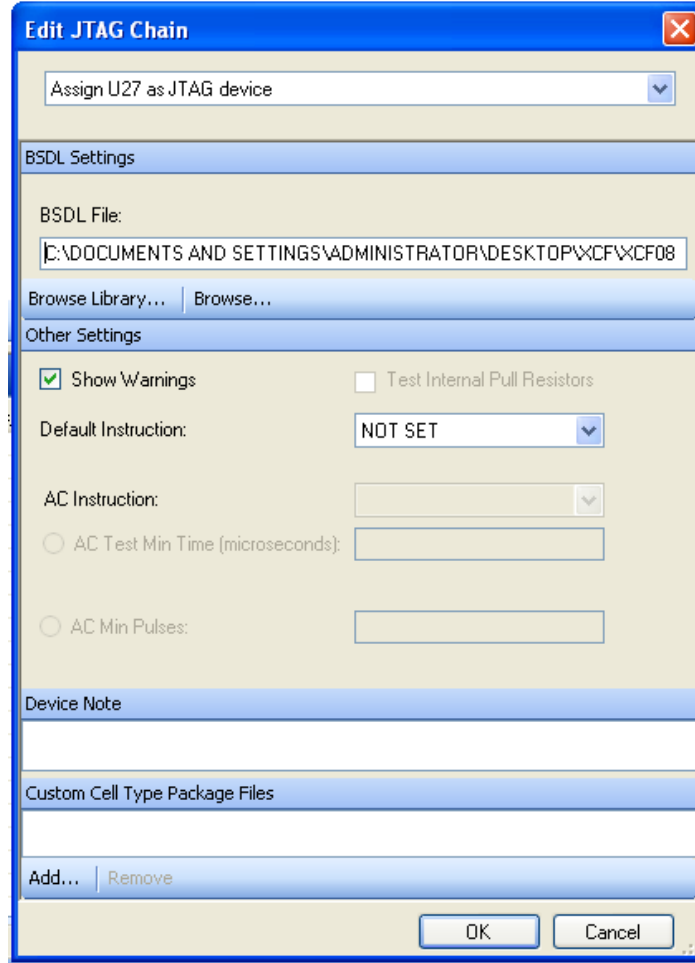 Edit JTAG Chain
Assign U27 as JTAG device
BSDL Settings
BSDL File:
C:\DOCUMENTS AND SETTINGS\ADMINISTRATOR\DESKTOP\XCF\XCF08
Browse Library... Browse...
Other Settings
Show Warnings Test Internal Pull Resistors
Default Instruction: NOT SET
AC Instruction:
AC Test Min Time (microseconds):
AC Min Pulses:
Device Note
Custom Cell Type Package Files
Add... Remove
OK Cancel